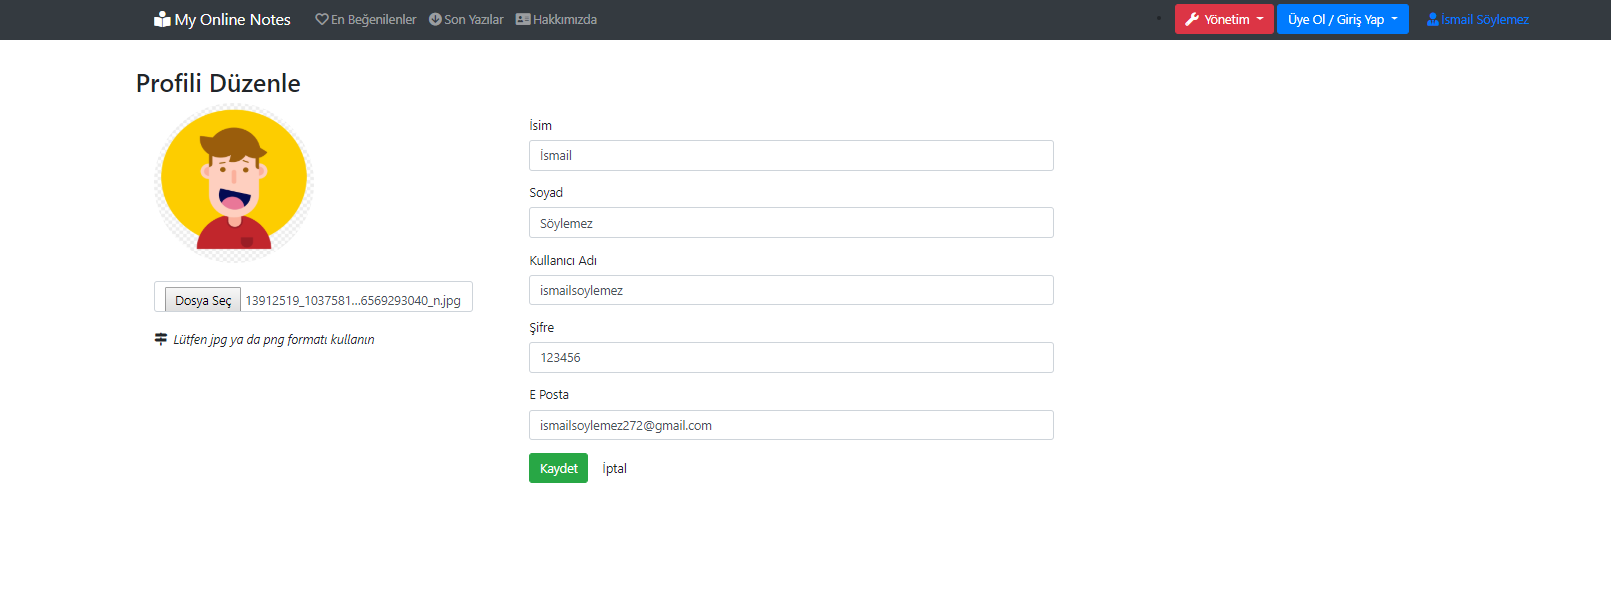 My Online Notes En Beğenilenler Son Yazılar Hakkımızda Yönetim Üye Ol / Giriş Yap İsmail Söylemez
Profili Düzenle
İsim
İsmail
Soyad
Söylemez
Kullanıcı Adı
ismailsoylemez
Dosya Seç 13912519_1037581...6569293040_n.jpg
Lütfen jpg ya da png formatı kullanın
Şifre
123456
E Posta
ismailsoylemez272@gmail.com
Kaydet İptal